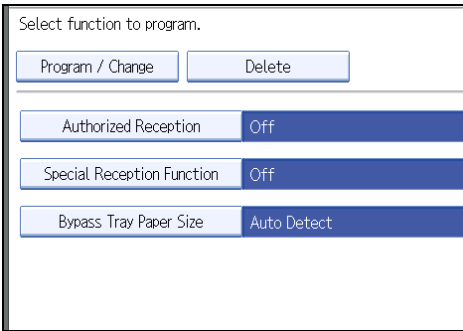 Select function to program.
Program / Change Delete
Authorized Reception Off
Special Reception Function Off
Bypass Tray Paper Size Auto Detect